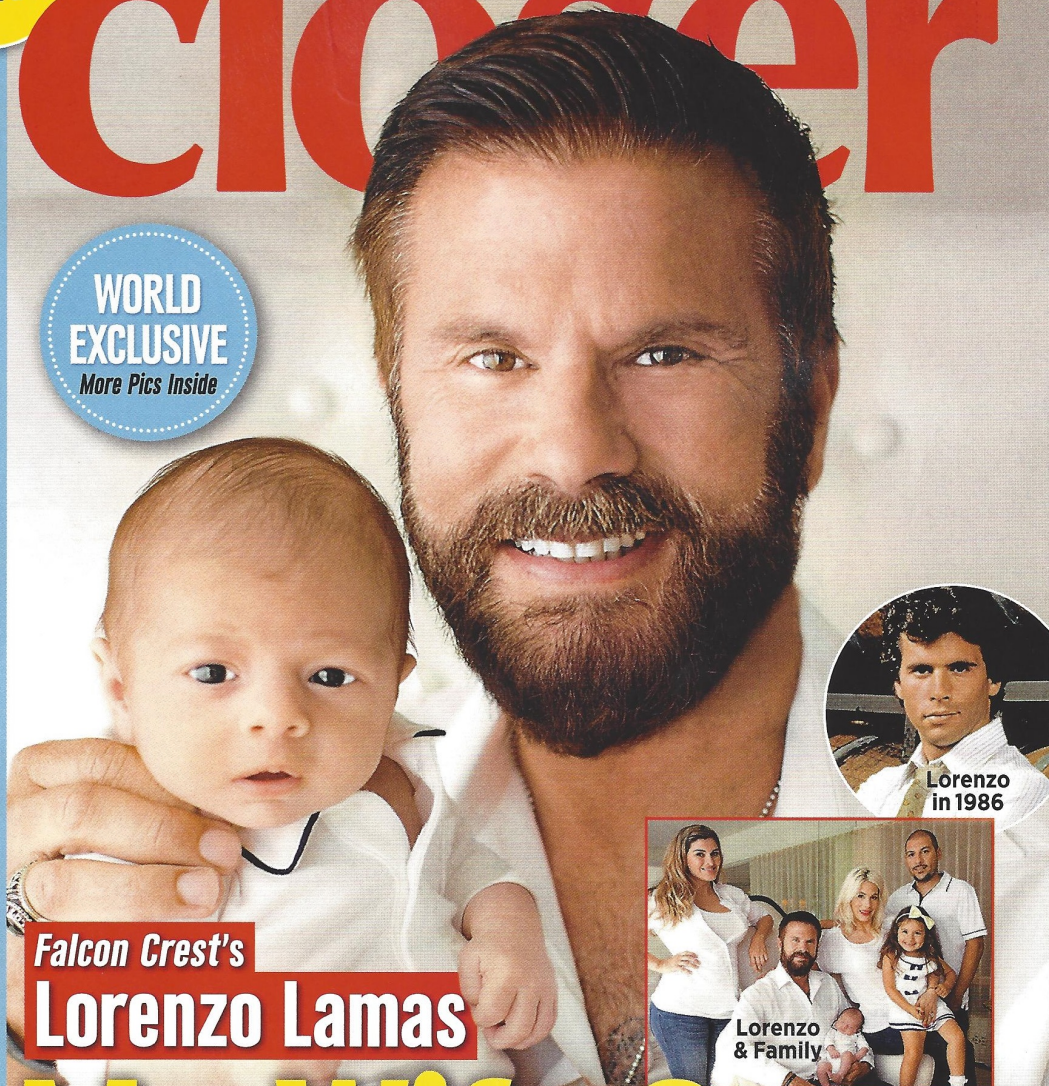 Closer
WORLD
EXCLUSIVE
More Pics Inside
Lorenzo
in 1986
Falcon Crest's
Lorenzo Lamas
Lorenzo
& Family